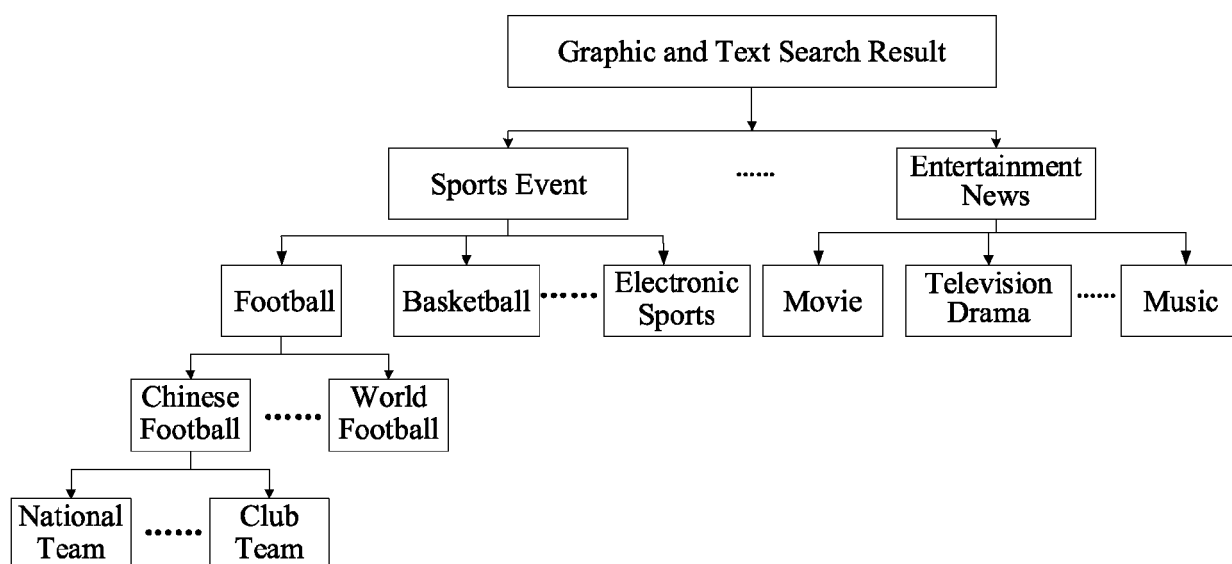 Graphic and Text Search Result
Sports Event
......
Entertainment
News
Football
Basketball
......
Electronic
Sports
Movie
Television
Drama
......
Music
Chinese
Football
......
World
Football
National
Team
......
Club
Team